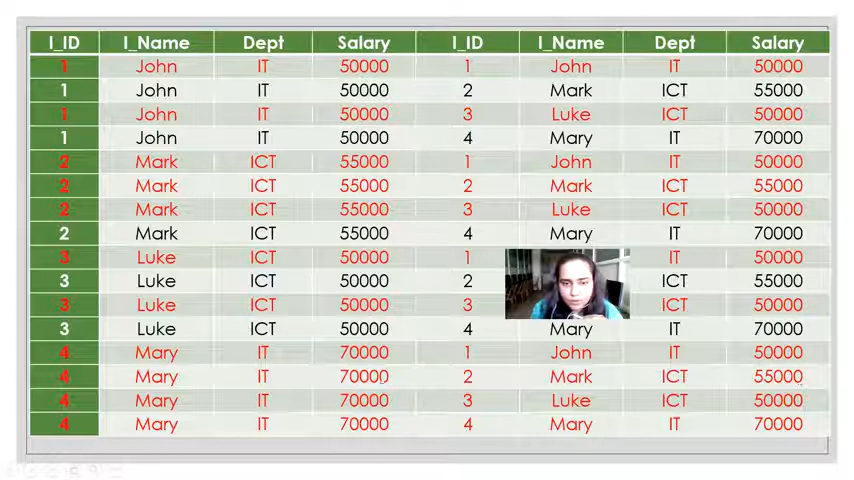 I_ID I_Name Dept Salary I_ID I_Name Dept Salary
1 John IT 50000 1 John IT 50000
1 John IT 50000 2 Mark ICT 55000
1 John IT 50000 3 Luke ICT 50000
1 John IT 50000 4 Mary IT 70000
2 Mark ICT 55000 1 John IT 50000
2 Mark ICT 55000 2 Mark ICT 55000
2 Mark ICT 55000 3 Luke ICT 50000
2 Mark ICT 55000 4 Mary IT 70000
3 Luke ICT 50000 1 IT 50000
3 Luke ICT 50000 2 ICT 55000
3 Luke ICT 50000 3 ICT 50000
3 Luke ICT 50000 4 Mary IT 70000
4 Mary IT 70000 1 John IT 50000
4 Mary IT 70000 2 Mark ICT 55000
4 Mary IT 70000 3 Luke ICT 50000
4 Mary IT 70000 4 Mary IT 70000